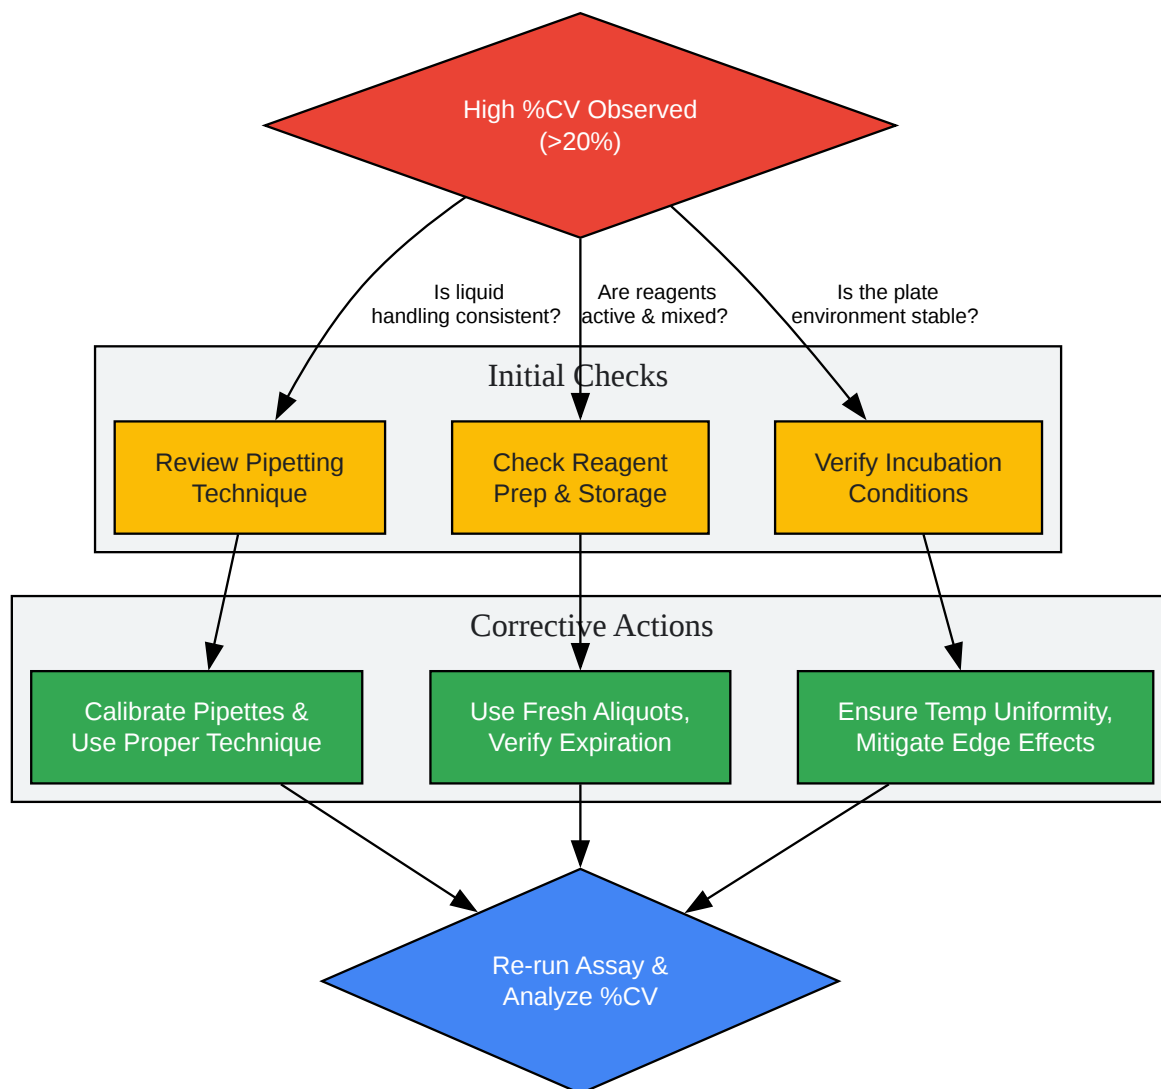 High %CV Observed
(>20%)
Is liquid
handling consistent?
Are reagents
active & mixed?
Is the plate
environment stable?
Initial Checks
Review Pipetting
Technique
Check Reagent
Prep & Storage
Verify Incubation
Conditions
Corrective Actions
Calibrate Pipettes &
Use Proper Technique
Use Fresh Aliquots,
Verify Expiration
Ensure Temp Uniformity,
Mitigate Edge Effects
Re-run Assay &
Analyze %CV